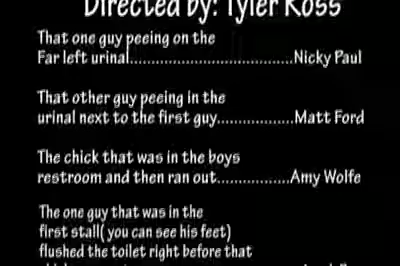 Directed by: Tyler Ross
That one guy peeing on the
Far left urinal.....................................Nicky Paul
That other guy peeing in the
urinal next to the first guy.................Matt Ford
The chick that was in the boys
restroom and then ran out.................Amy Wolfe
The one guy that was in the
first stall( you can see his feet)
flushed the toilet right before that